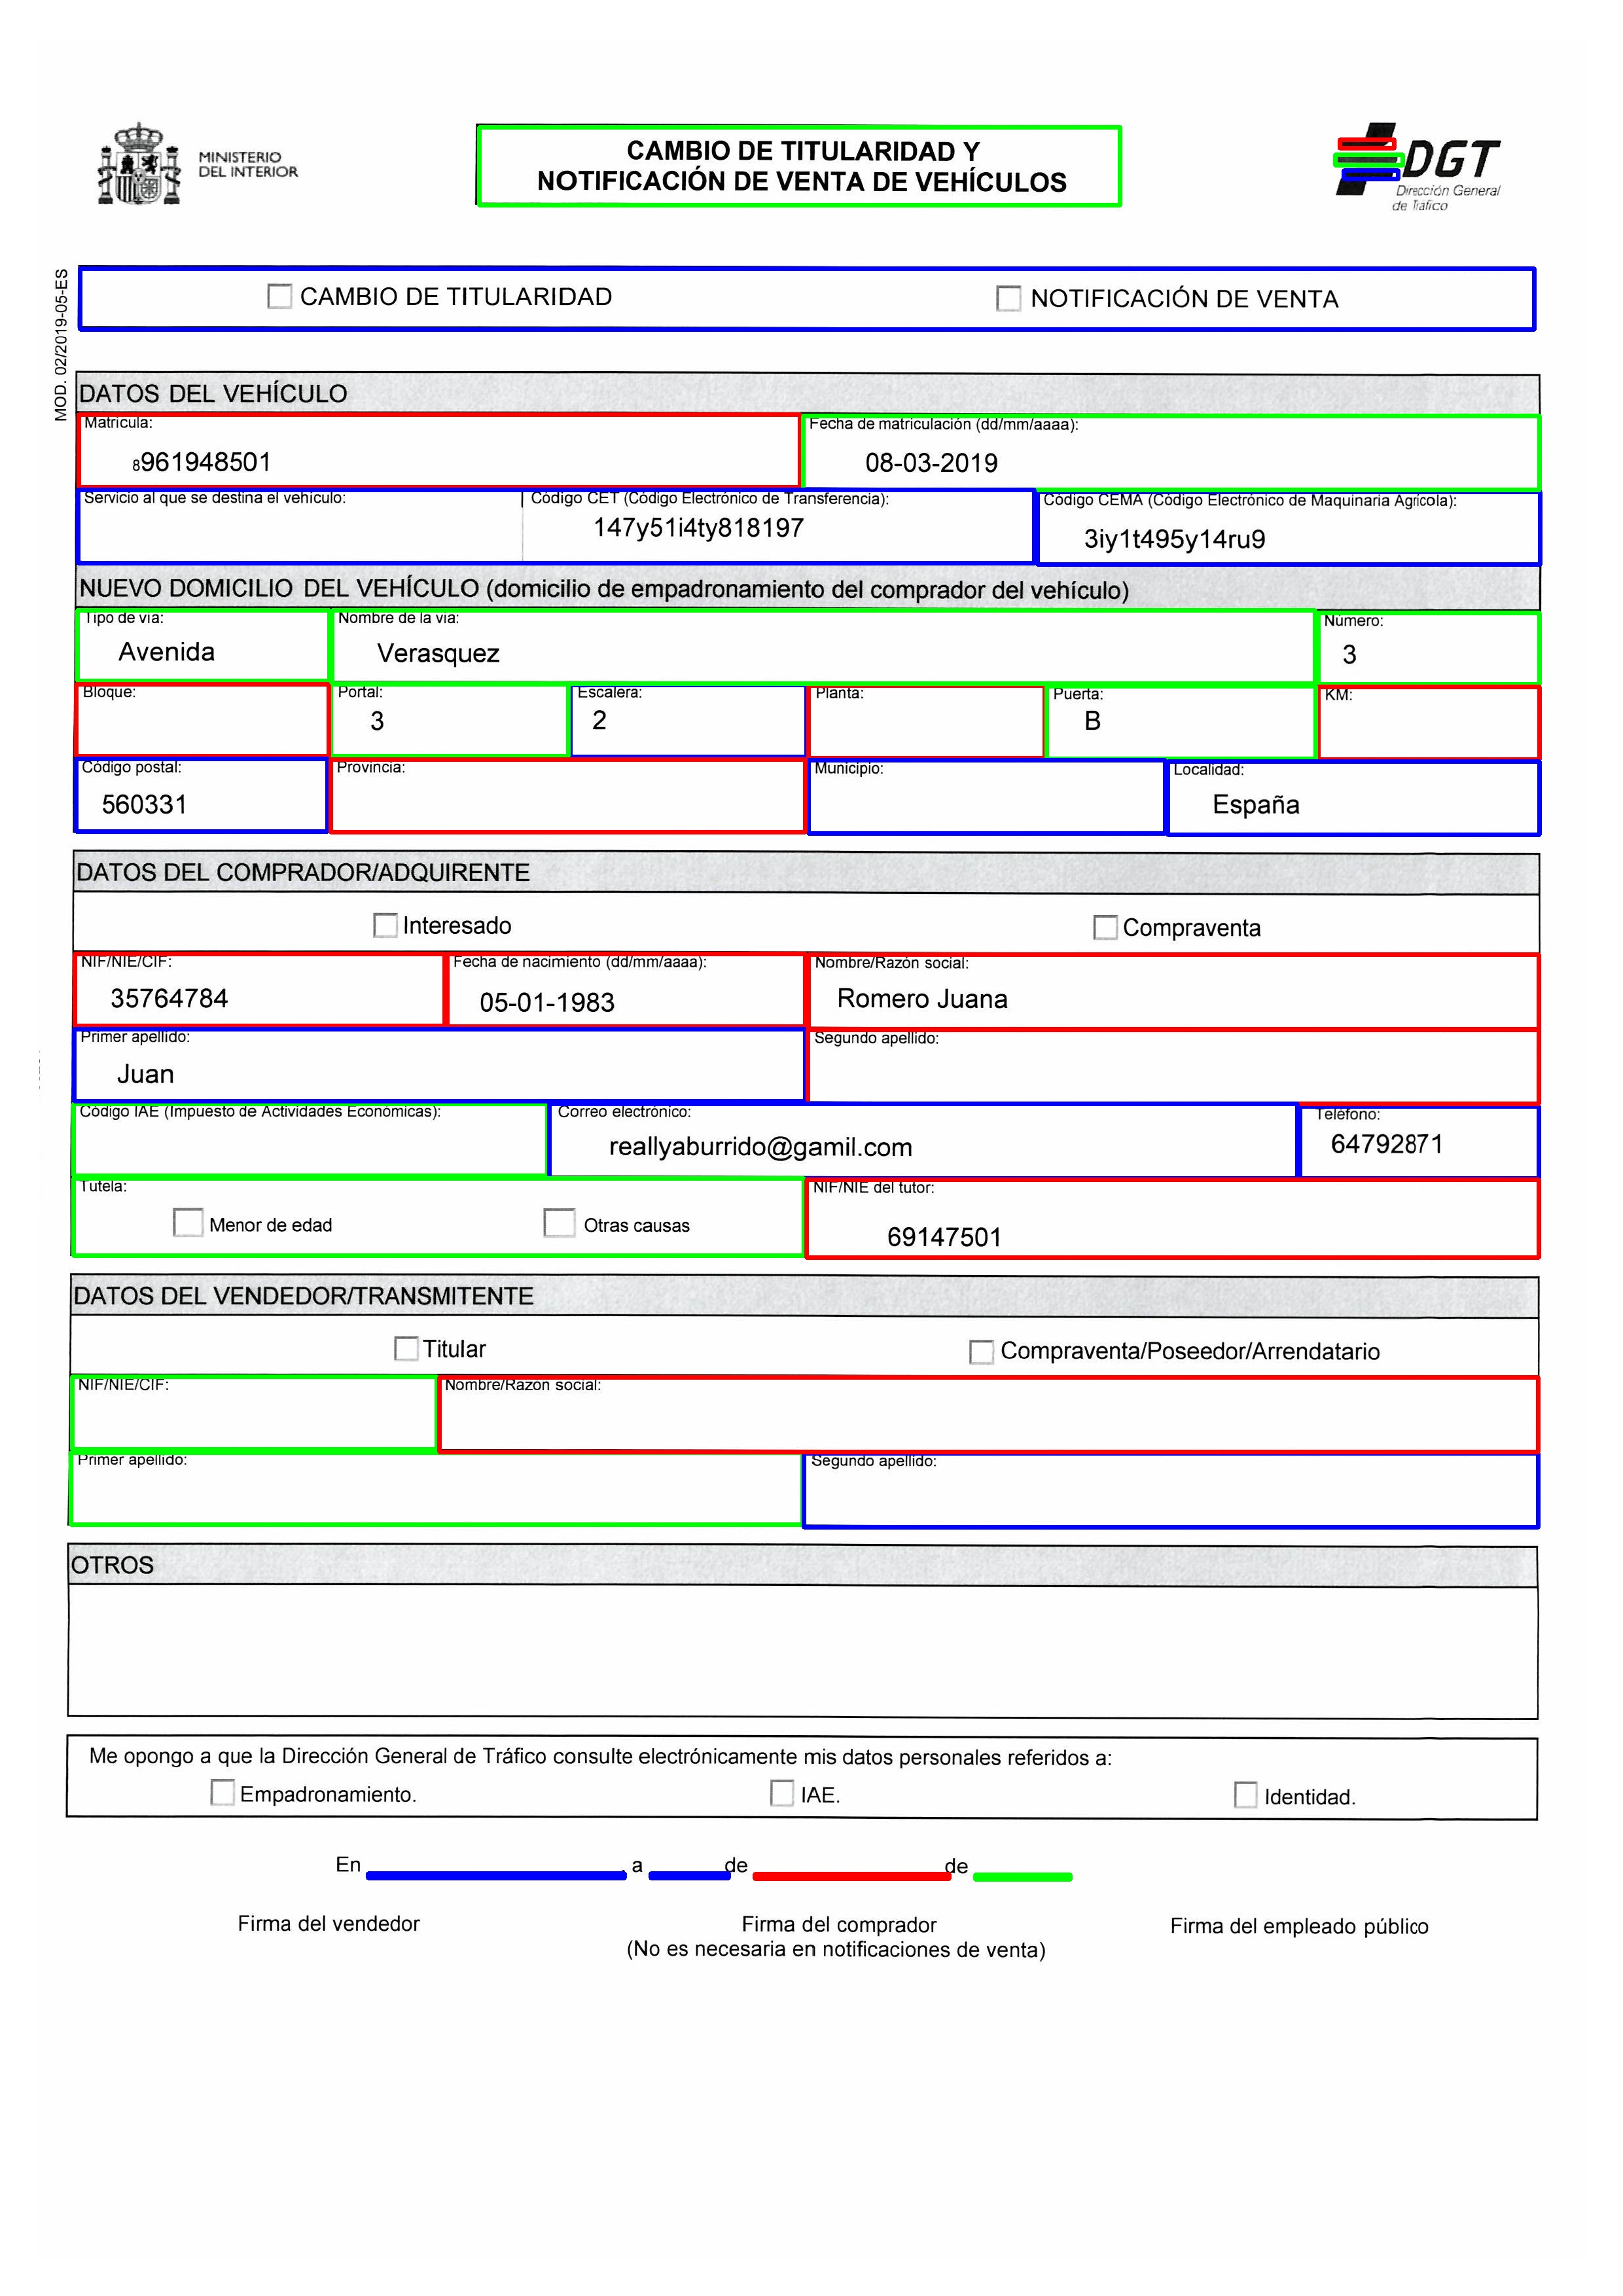 MINISTERIO
DEL INTERIOR
CAMBIO DE TITULARIDAD Y
NOTIFICACIÓN DE VENTA DE VEHÍCULOS
DGT
Dirección General
de Tráfico
MOD. 02/2019-05-ES
CAMBIO DE TITULARIDAD NOTIFICACIÓN DE VENTA
DATOS DEL VEHÍCULO
Matrícula: Fecha de matriculación (dd/mm/aaaa):
8961948501 08-03-2019
Servicio al que se destina el vehículo: Código CET (Código Electrónico de Transferencia): Código CEMA (Código Electrónico de Maquinaria Agrícola):
147y51i4ty818197 3iy1t495y14ru9
NUEVO DOMICILIO DEL VEHÍCULO (domicilio de empadronamiento del comprador del vehículo)
Tipo de vía: Nombre de la vía: Número:
Avenida Verasquez 3
Bloque: Portal: Escalera: Planta: Puerta: KM:
3 2 B
Código postal: Provincia: Municipio: Localidad:
560331 España
DATOS DEL COMPRADOR/ADQUIRENTE
Interesado Compraventa
NIF/NIE/CIF: Fecha de nacimiento (dd/mm/aaaa): Nombre/Razón social:
35764784 05-01-1983 Romero Juana
Primer apellido: Segundo apellido:
Juan
Código IAE (Impuesto de Actividades Económicas): Correo electrónico: Teléfono:
reallyaburrido@gamil.com 64792871
Tutela: NIF/NIE del tutor:
Menor de edad Otras causas 69147501
DATOS DEL VENDEDOR/TRANSMITENTE
Titular Compraventa/Poseedor/Arrendatario
NIF/NIE/CIF: Nombre/Razón social:
Primer apellido: Segundo apellido:
OTROS
Me opongo a que la Dirección General de Tráfico consulte electrónicamente mis datos personales referidos a:
Empadronamiento. IAE. Identidad.
En , a de de
Firma del vendedor Firma del comprador Firma del empleado público
(No es necesaria en notificaciones de venta)